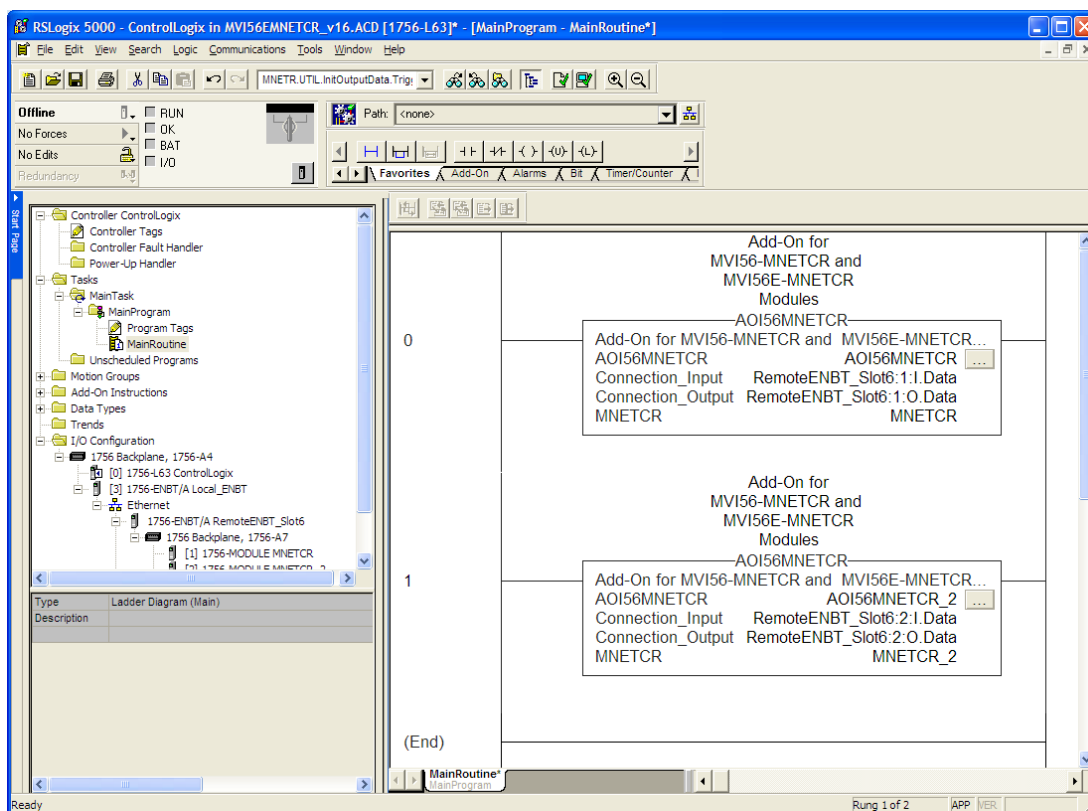 RSLogix 5000 - ControlLogix in MVI56EMNETCR_v16.ACD [1756-L63]* - [MainProgram - MainRoutine*]
File Edit View Search Logic Communications Tools Window Help
MNETR.UTIL.InitOutputData.Trig
Offline
RUN
No Forces
OK
No Edits
BAT
Redundancy
I/O
Path: <none>
Favorites Add-On Alarms Bit Timer/Counter
Start Page
Controller ControlLogix
Controller Tags
Controller Fault Handler
Power-Up Handler
Tasks
MainTask
MainProgram
Program Tags
MainRoutine
Unscheduled Programs
Motion Groups
Add-On Instructions
Data Types
Trends
I/O Configuration
1756 Backplane, 1756-A4
[0] 1756-L63 ControlLogix
[3] 1756-ENBT/A Local_ENBT
Ethernet
1756-ENBT/A RemoteENBT_Slot6
1756 Backplane, 1756-A7
[1] 1756-MODULE MNETCR
[2] 1756-MODULE MNETCR_2
Type Ladder Diagram (Main)
Description
Add-On for
MVI56-MNETCR and
MVI56E-MNETCR
Modules
AOI56MNETCR
0
Add-On for MVI56-MNETCR and MVI56E-MNETCR...
AOI56MNETCR AOI56MNETCR ...
Connection_Input RemoteENBT_Slot6:1:I.Data
Connection_Output RemoteENBT_Slot6:1:O.Data
MNETCR MNETCR
Add-On for
MVI56-MNETCR and
MVI56E-MNETCR
Modules
AOI56MNETCR
1
Add-On for MVI56-MNETCR and MVI56E-MNETCR...
AOI56MNETCR AOI56MNETCR_2 ...
Connection_Input RemoteENBT_Slot6:2:I.Data
Connection_Output RemoteENBT_Slot6:2:O.Data
MNETCR MNETCR_2
(End)
MainRoutine*
MainProgram
Ready
Rung 1 of 2 APP VER